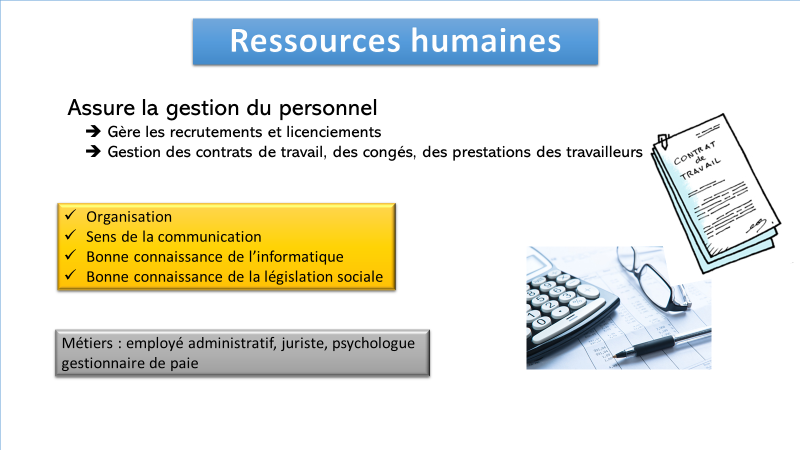 Ressources humaines
Assure la gestion du personnel
➔ Gère les recrutements et licenciements
➔ Gestion des contrats de travail, des congés, des prestations des travailleurs
CONTRAT
de
TRAVAIL
✓ Organisation
✓ Sens de la communication
✓ Bonne connaissance de l’informatique
✓ Bonne connaissance de la législation sociale
Métiers : employé administratif, juriste, psychologue
gestionnaire de paie